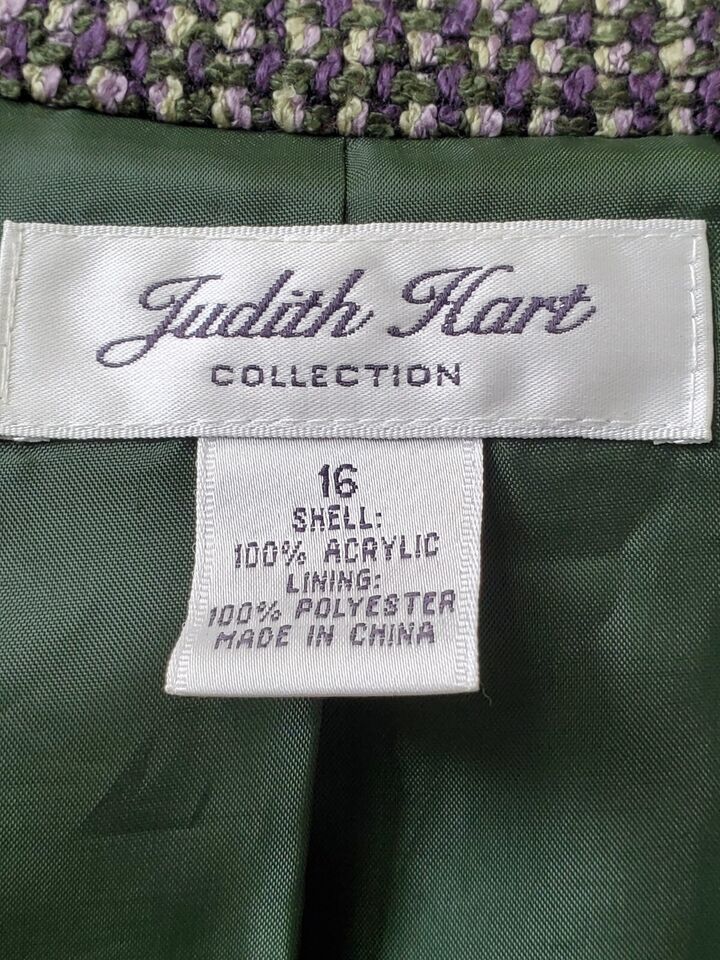 Judith Hart
COLLECTION
16
SHELL:
100% ACRYLIC
LINING:
100% POLYESTER
MADE IN CHINA